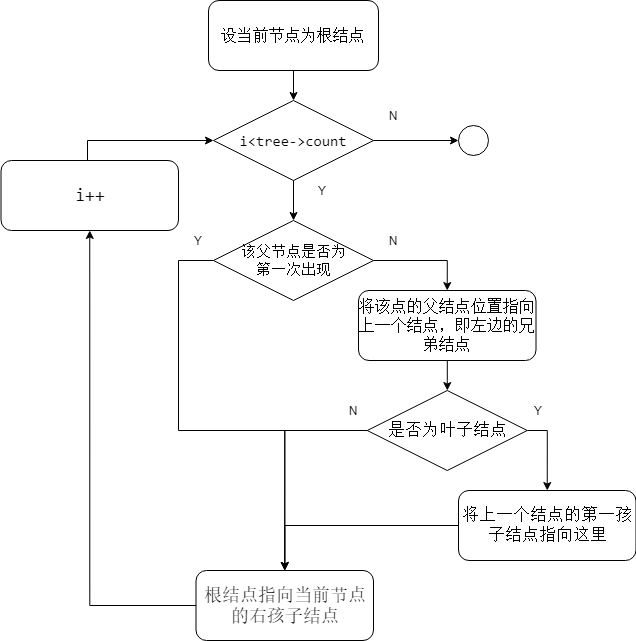 设当前节点为根结点
i<tree->count
N
Y
i++
该父节点是否为
第一次出现
Y
N
将该点的父结点位置指向
上一个结点，即左边的兄
弟结点
是否为叶子结点
N
Y
将上一个结点的第一孩
子结点指向这里
根结点指向当前节点
的右孩子结点